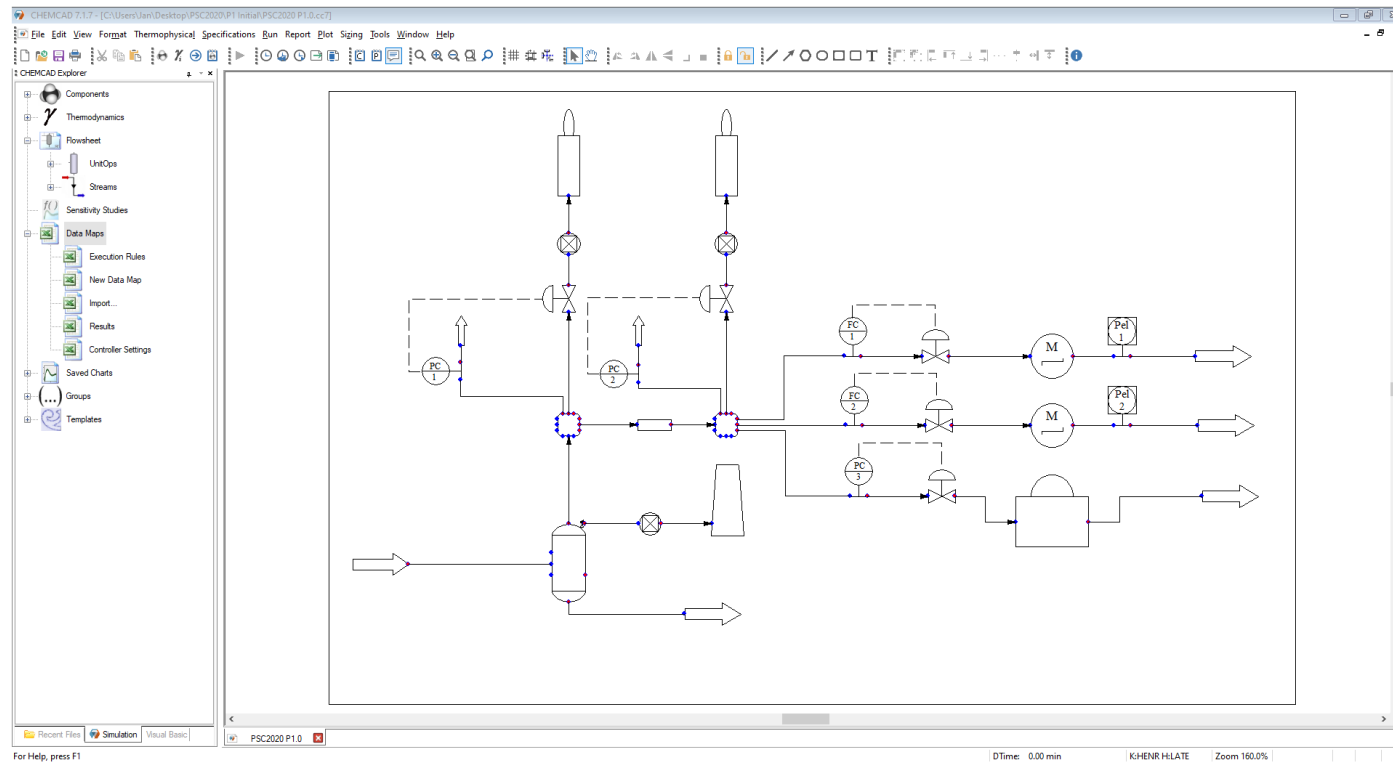 CHEMCAD 7.1.7 - [C:\Users\Jan\Desktop\PSC2020\P1 Initial\PSC2020 P1.0.cc7]
File Edit View Format Thermophysical Specifications Run Report Plot Sizing Tools Window Help
C P T
CHEMCAD Explorer
Components
Thermodynamics
Flowsheet
UnitOps
Streams
f() Sensitivity Studies
Data Maps
Execution Rules
New Data Map
Import...
Results
Controller Settings
Saved Charts
(...) Groups
Templates
FC
1
M
Pel
1
PC
1
PC
2
FC
2
M
Pel
2
PC
3
Recent Files Simulation Visual Basic
PSC2020 P1.0
For Help, press F1
DTime: 0.00 min K:HENR H:LATE Zoom 160.0%